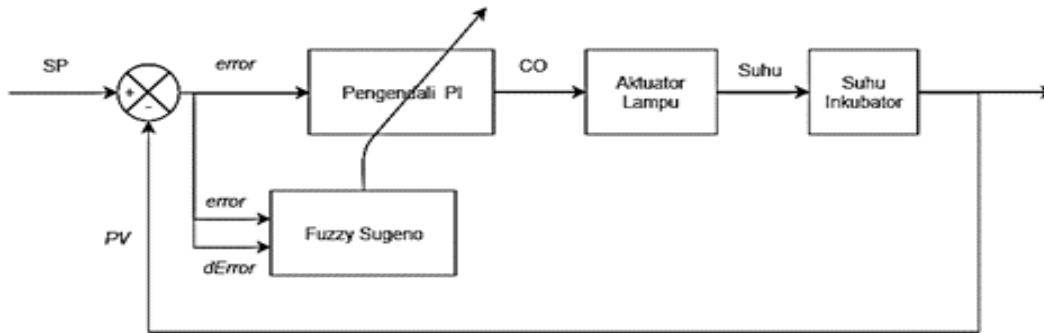 SP
error
Pengendali PI
CO
Aktuator
Lampu
Suhu
Suhu
Inkubator
+
-
PV
error
dError
Fuzzy Sugeno